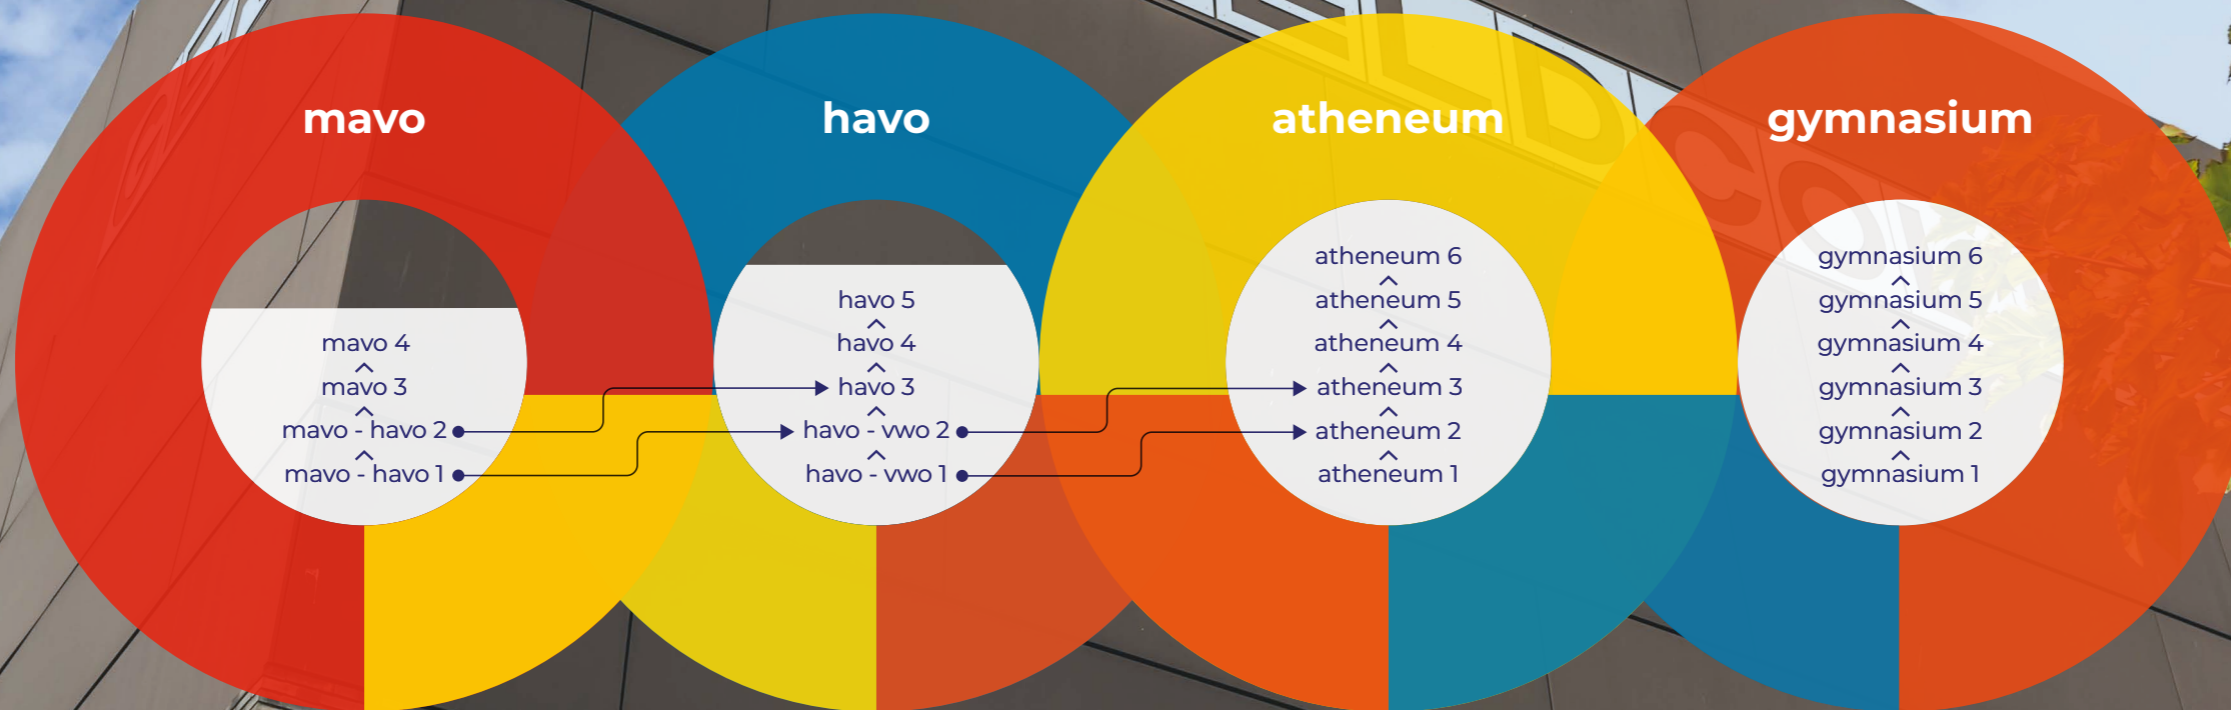 mavo
mavo 4
mavo 3
mavo - havo 2
mavo - havo 1
havo
havo 5
havo 4
havo 3
havo - vwo 2
havo - vwo 1
atheneum
atheneum 6
atheneum 5
atheneum 4
atheneum 3
atheneum 2
atheneum 1
gymnasium
gymnasium 6
gymnasium 5
gymnasium 4
gymnasium 3
gymnasium 2
gymnasium 1